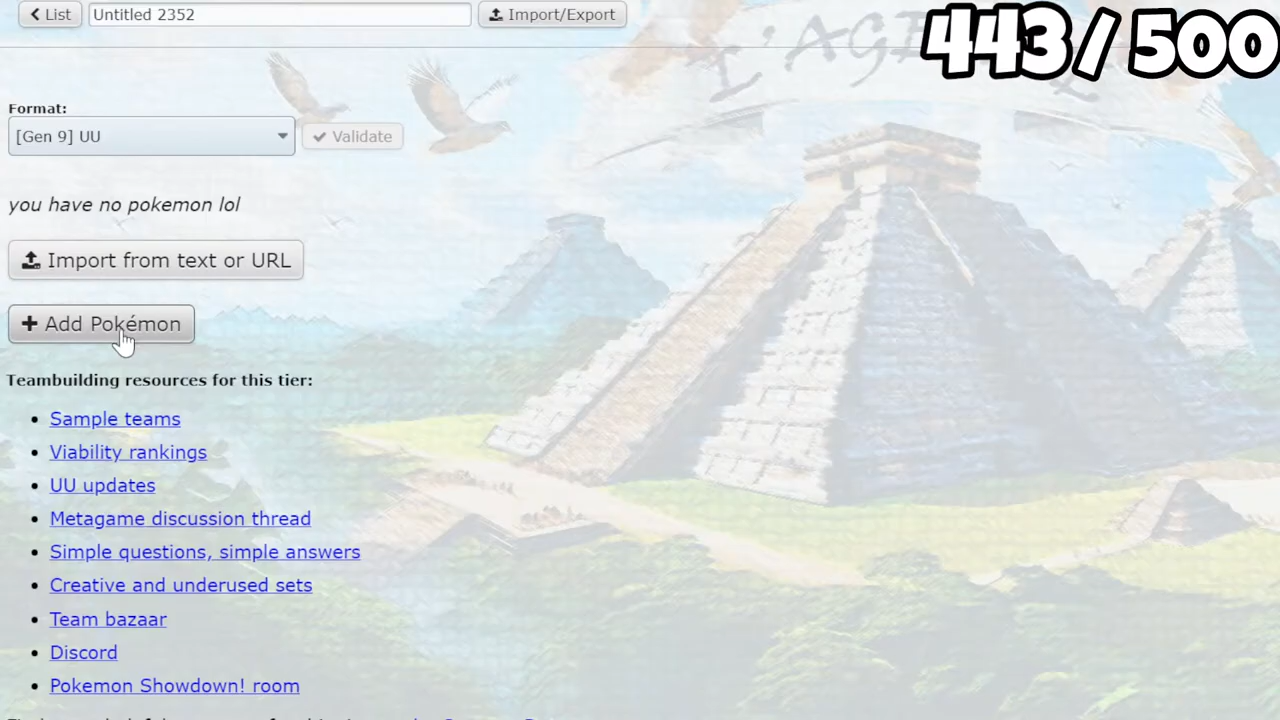 List
Untitled 2352
Import/Export
443/500
L'AGE
Format:
[Gen 9] UU
Validate
you have no pokemon lol
Import from text or URL
Add Pokémon
Teambuilding resources for this tier:
Sample teams
Viability rankings
UU updates
Metagame discussion thread
Simple questions, simple answers
Creative and underused sets
Team bazaar
Discord
Pokemon Showdown! room